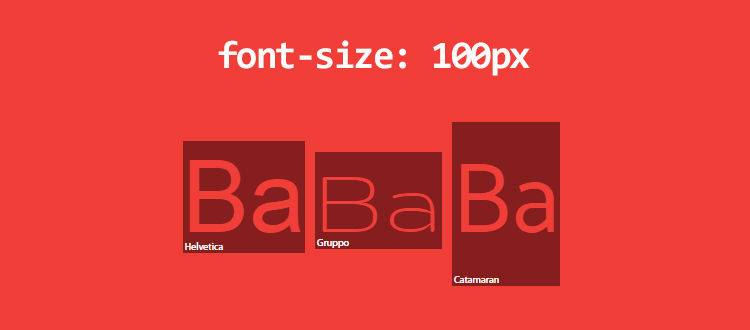 font-size: 100px
Ba Ba Ba
Helvetica
Gruppo
Catamaran